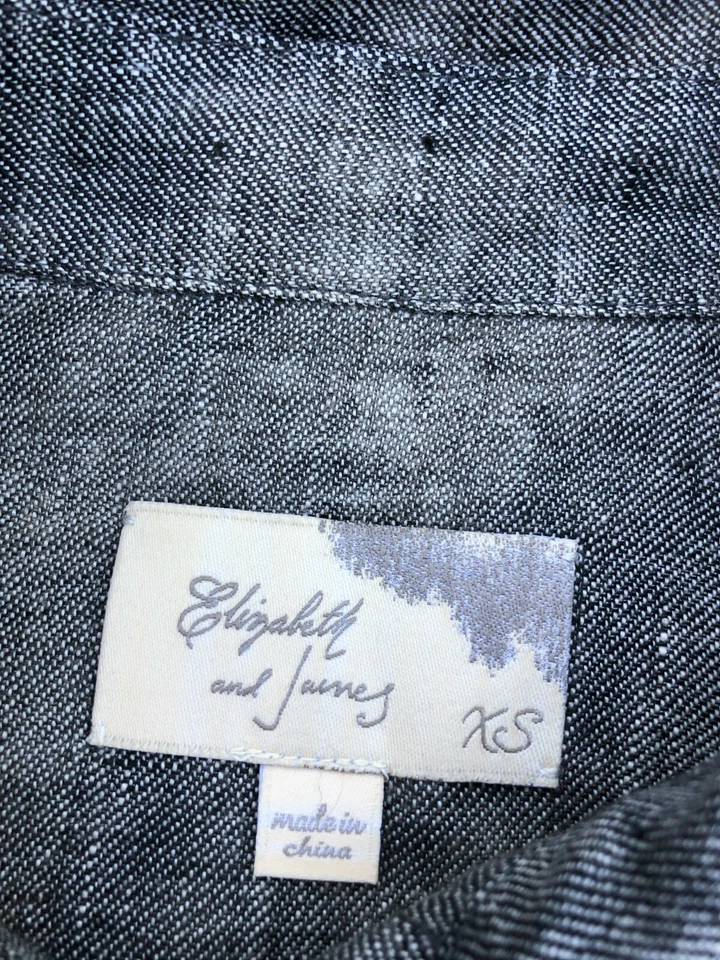 Elizabeth
and James
XS
made in
china